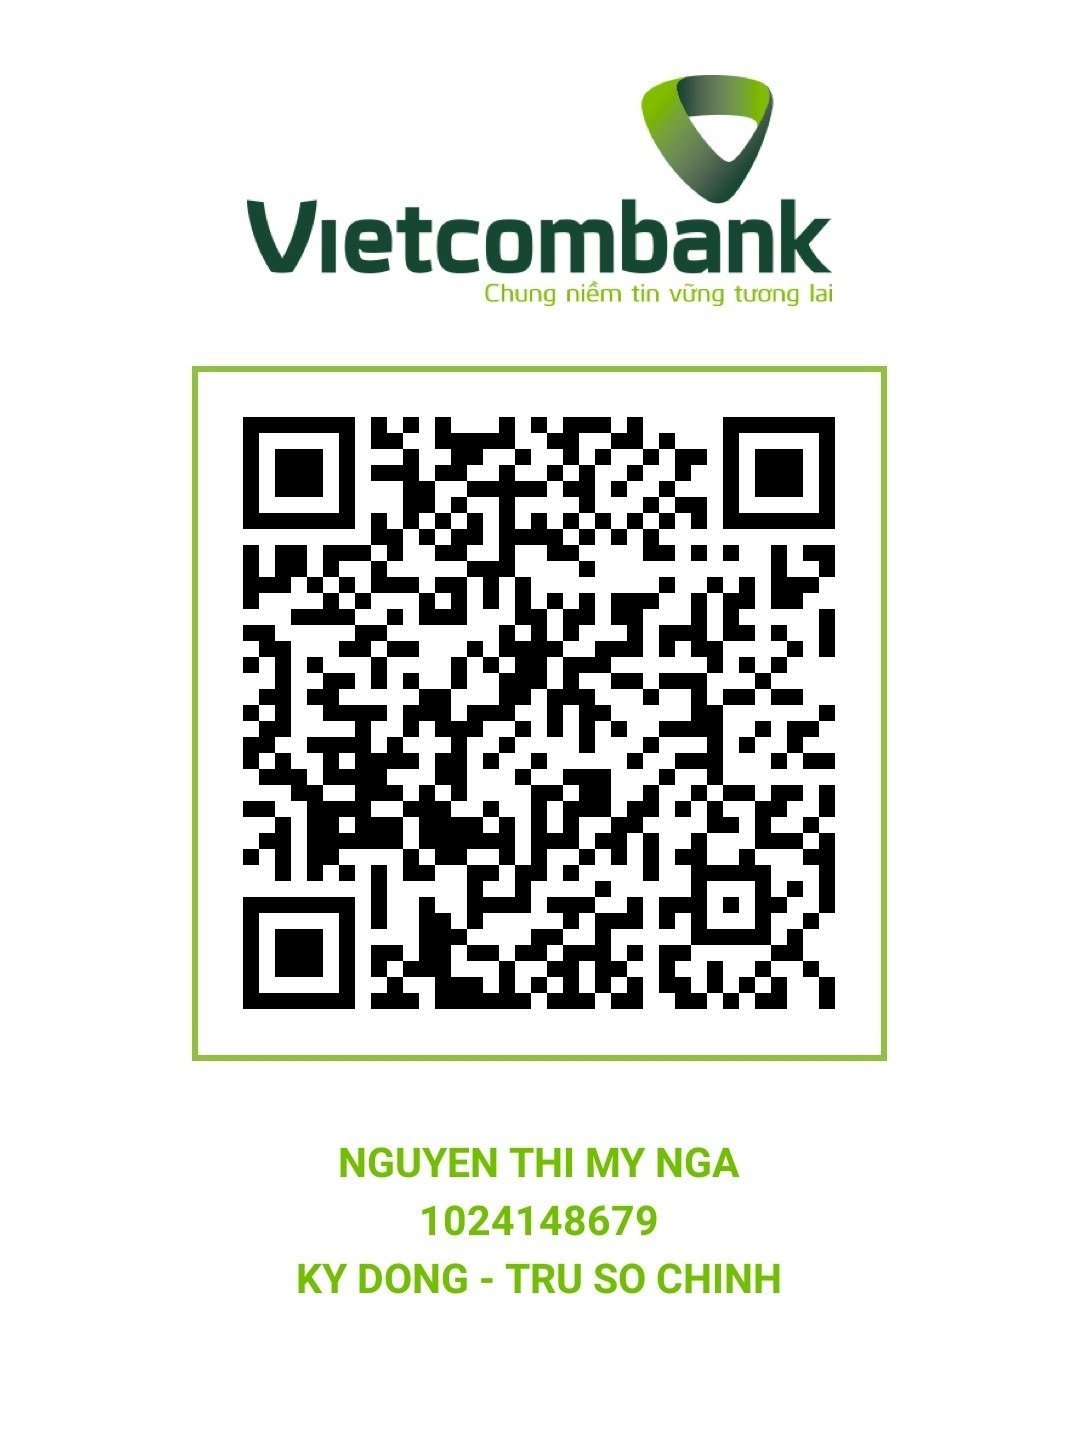 Vietcombank
Chung niềm tin vững tương lai
NGUYEN THI MY NGA
1024148679
KY DONG - TRU SO CHINH